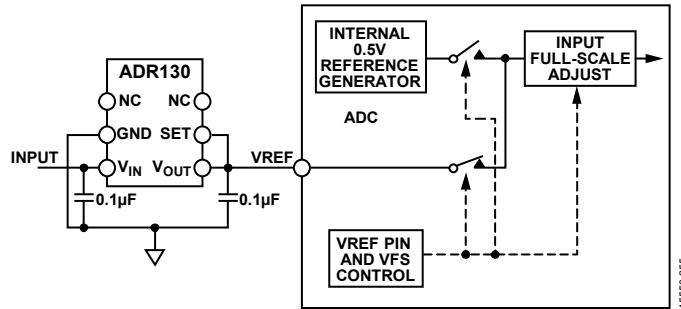 INTERNAL
0.5V
REFERENCE
GENERATOR
INPUT
FULL-SCALE
ADJUST
ADR130
NC
NC
ADC
GND
SET
INPUT
VIN
VOUT
VREF
0.1µF
0.1µF
VREF PIN
AND VFS
CONTROL